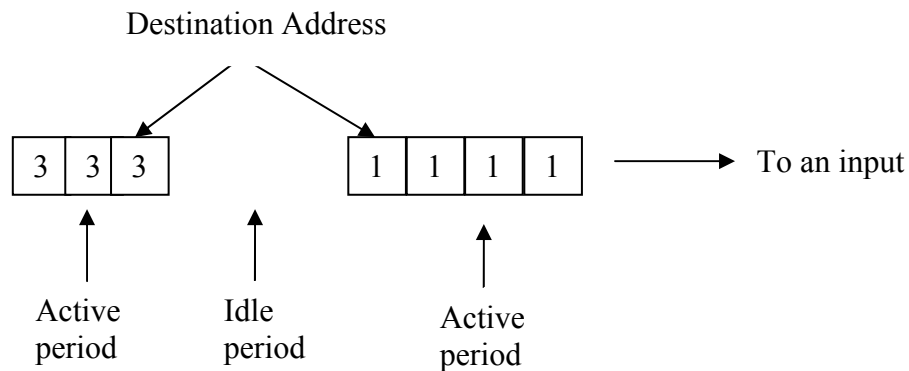 Destination Address
3 3 3 1 1 1 1 To an input
Active Idle Active
period period period